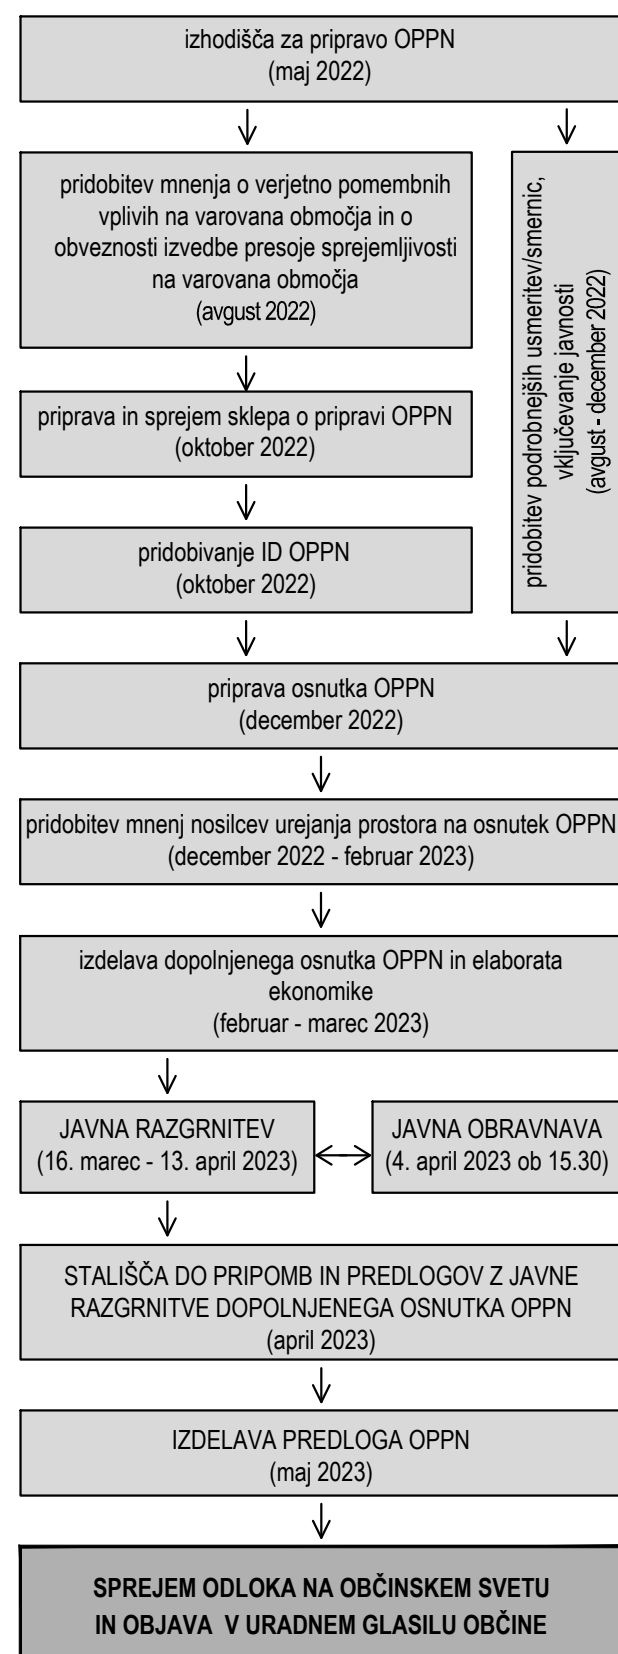 izhodišča za pripravo OPPN
(maj 2022)
pridobitev mnenja o verjetno pomembnih
vplivih na varovana območja in o
obveznosti izvedbe presoje sprejemljivosti
na varovana območja
(avgust 2022)
pridobitev podrobnejših usmeritev/smernic,
vključevanje javnosti
(avgust - december 2022)
priprava in sprejem sklepa o pripravi OPPN
(oktober 2022)
pridobivanje ID OPPN
(oktober 2022)
priprava osnutka OPPN
(december 2022)
pridobitev mnenj nosilcev urejanja prostora na osnutek OPPN
(december 2022 - februar 2023)
izdelava dopolnjenega osnutka OPPN in elaborata
ekonomike
(februar - marec 2023)
JAVNA RAZGRNITEV
(16. marec - 13. april 2023)
JAVNA OBRAVNAVA
(4. april 2023 ob 15.30)
STALIŠČA DO PRIPOMB IN PREDLOGOV Z JAVNE
RAZGRNITVE DOPOLNJENEGA OSNUTKA OPPN
(april 2023)
IZDELAVA PREDLOGA OPPN
(maj 2023)
SPREJEM ODLOKA NA OBČINSKEM SVETU
IN OBJAVA V URADNEM GLASILU OBČINE